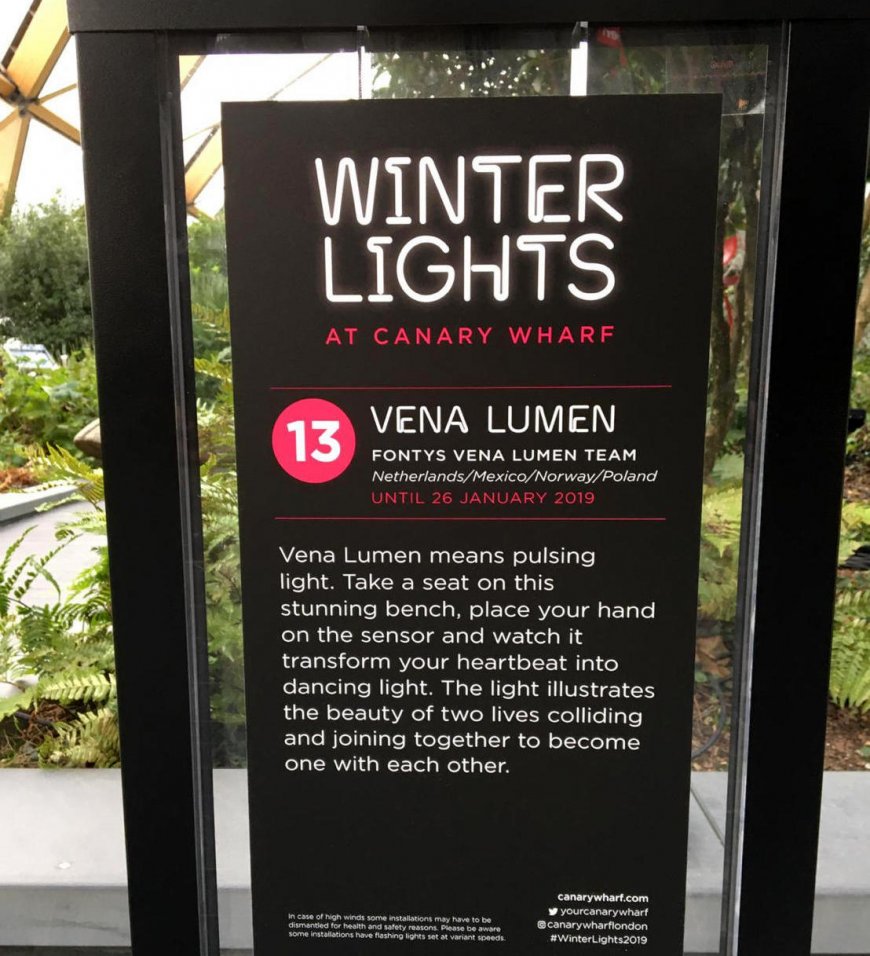 WINTER
LIGHTS
AT CANARY WHARF
13
VENA LUMEN
FONTYS VENA LUMEN TEAM
Netherlands/Mexico/Norway/Poland
UNTIL 26 JANUARY 2019
Vena Lumen means pulsing
light. Take a seat on this
stunning bench, place your hand
on the sensor and watch it
transform your heartbeat into
dancing light. The light illustrates
the beauty of two lives colliding
and joining together to become
one with each other.
In case of high winds some installations may have to be
dismantled for health and safety reasons. Please be aware
some installations have flashing lights set at variant speeds.
canarywharf.com
yourcanarywharf
canarywharflondon
#WinterLights2019